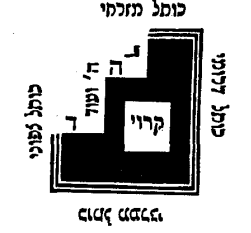 כותל מזרחי
כותל דרומי
ה
ה' ועוד
ד
כותל צפוני
קרוי
כותל מערבי